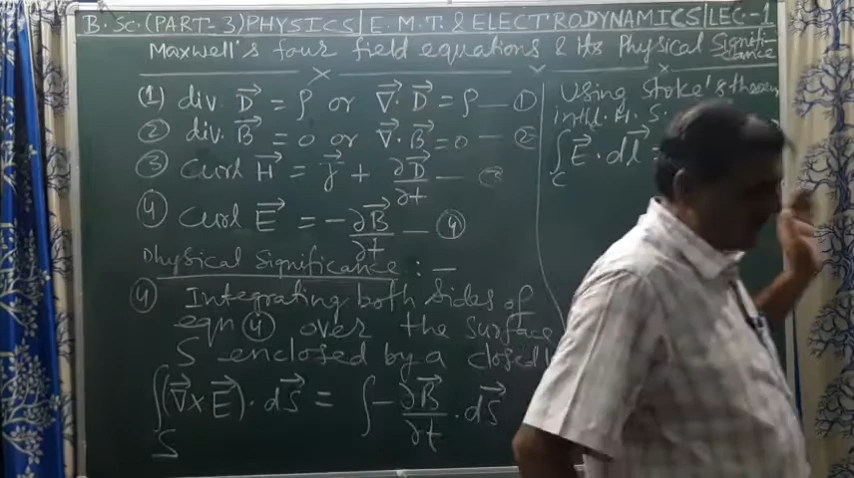 B.Sc.(PART-3)PHYSICS|E.M.T.&ELECTRODYNAMICS|LEC-1
Maxwell's four field equations & its Physical Significance
(1) div D⃗ = ρ or ∇⃗·D⃗ = ρ — ①
② div. B⃗ = 0 or ∇⃗·B⃗ = 0 — ②
③ curl H⃗ = J⃗ + ∂D⃗/∂t — ③
④ curl E⃗ = -∂B⃗/∂t — ④
Physical Significance :—
④ Integrating both sides of
eqn ④ over the surface
S enclosed by a closed
∫S (∇⃗×E⃗)·dS⃗ = ∫ -∂B⃗/∂t · dS⃗
Using Stoke's theorem
in H. S.
∫C E⃗·dl⃗ =